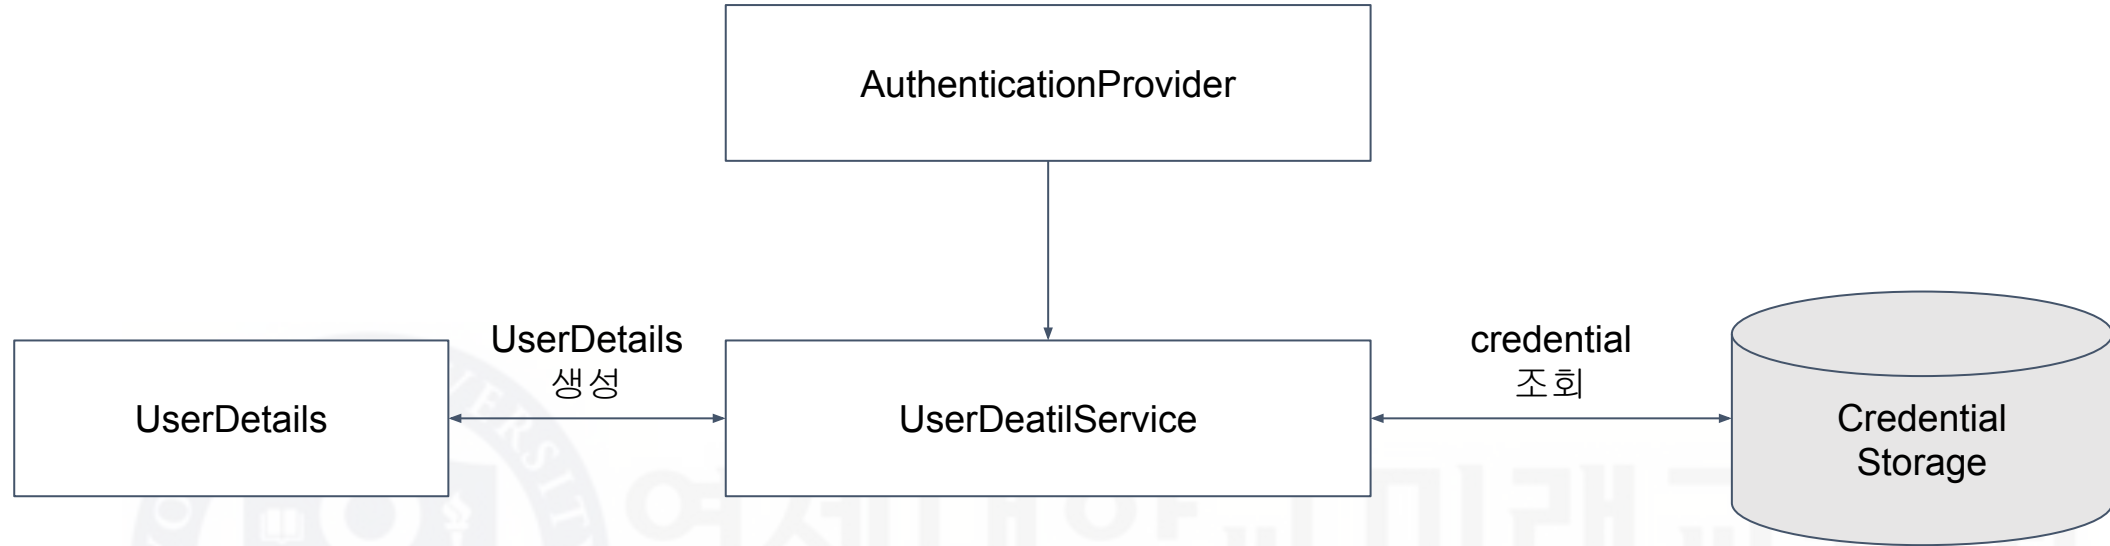 AuthenticationProvider
UserDetails
생성
credential
조회
UserDetails
UserDeatilService
Credential
Storage